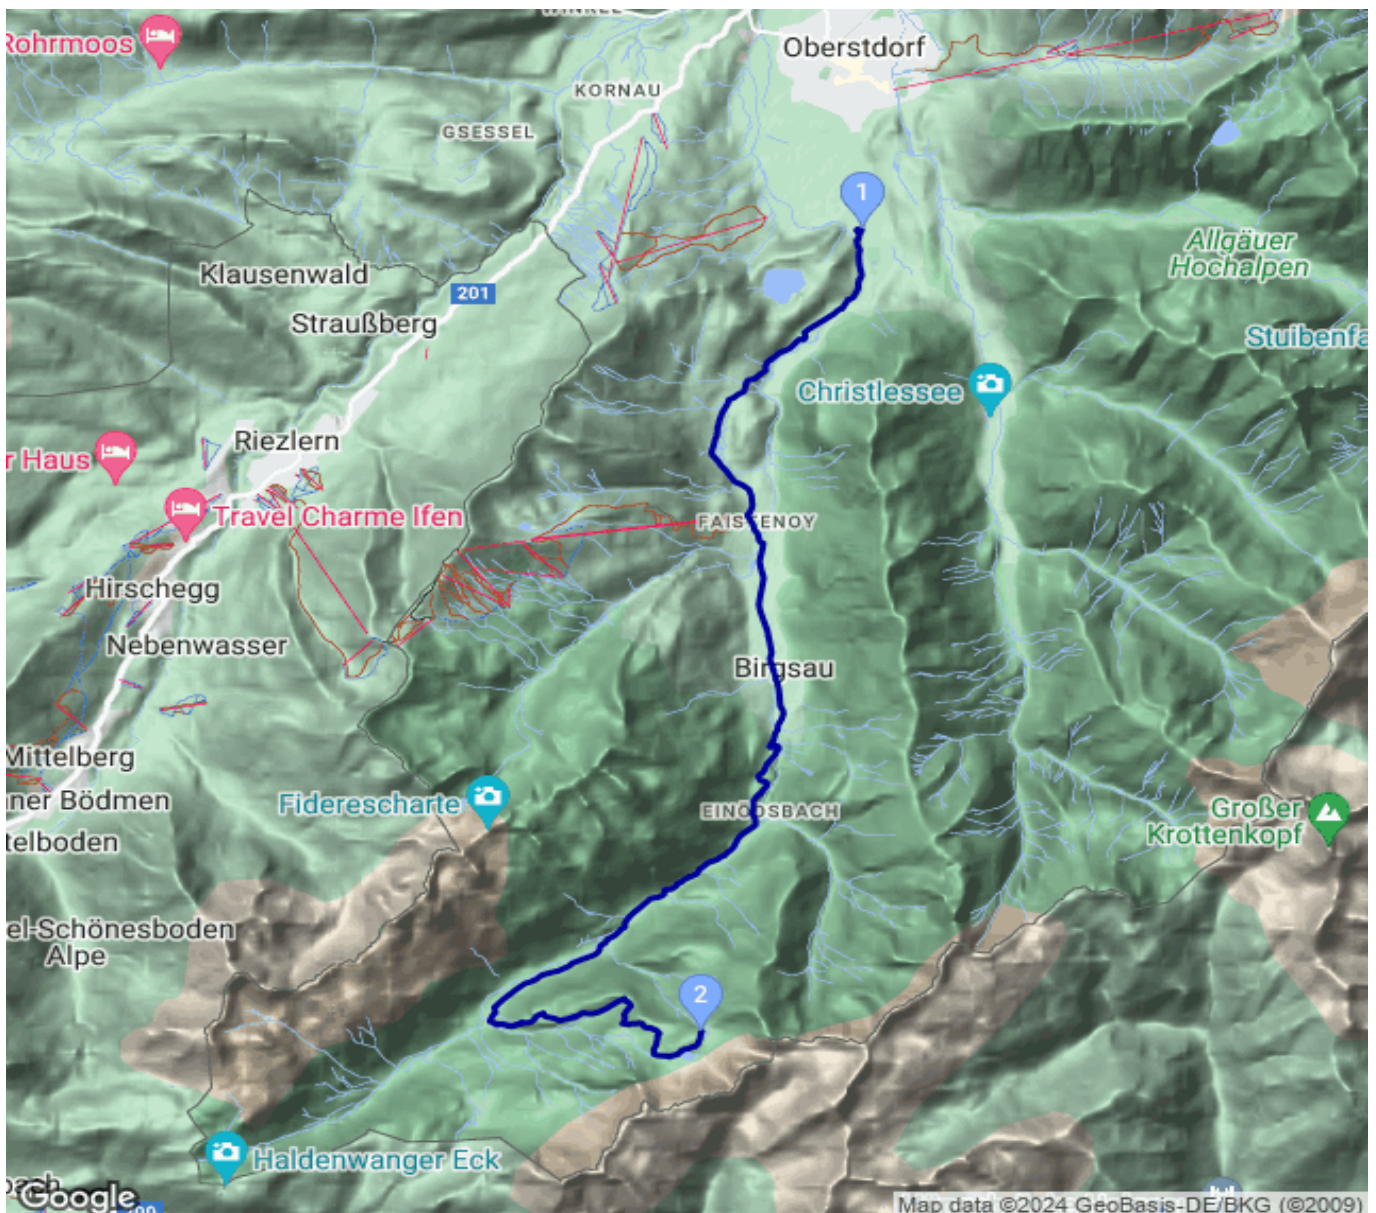 Rohrmoos
Oberstdorf
KORNAU
GSESSEL
1
Allgäuer
Hochalpen
Klausenwald
201
Straußberg
Stuibenfa
Christlessee
Riezlern
r Haus
Travel Charme Ifen
FAISTENOY
Hirschegg
Nebenwasser
Birgsau
Mittelberg
ner Bödmen
Fiderescharte
EINÖDSBACH
Großer
Krottenkopf
telboden
el-Schönesboden
Alpe
2
Haldenwanger Eck
Google
Map data ©2024 GeoBasis-DE/BKG (©2009)